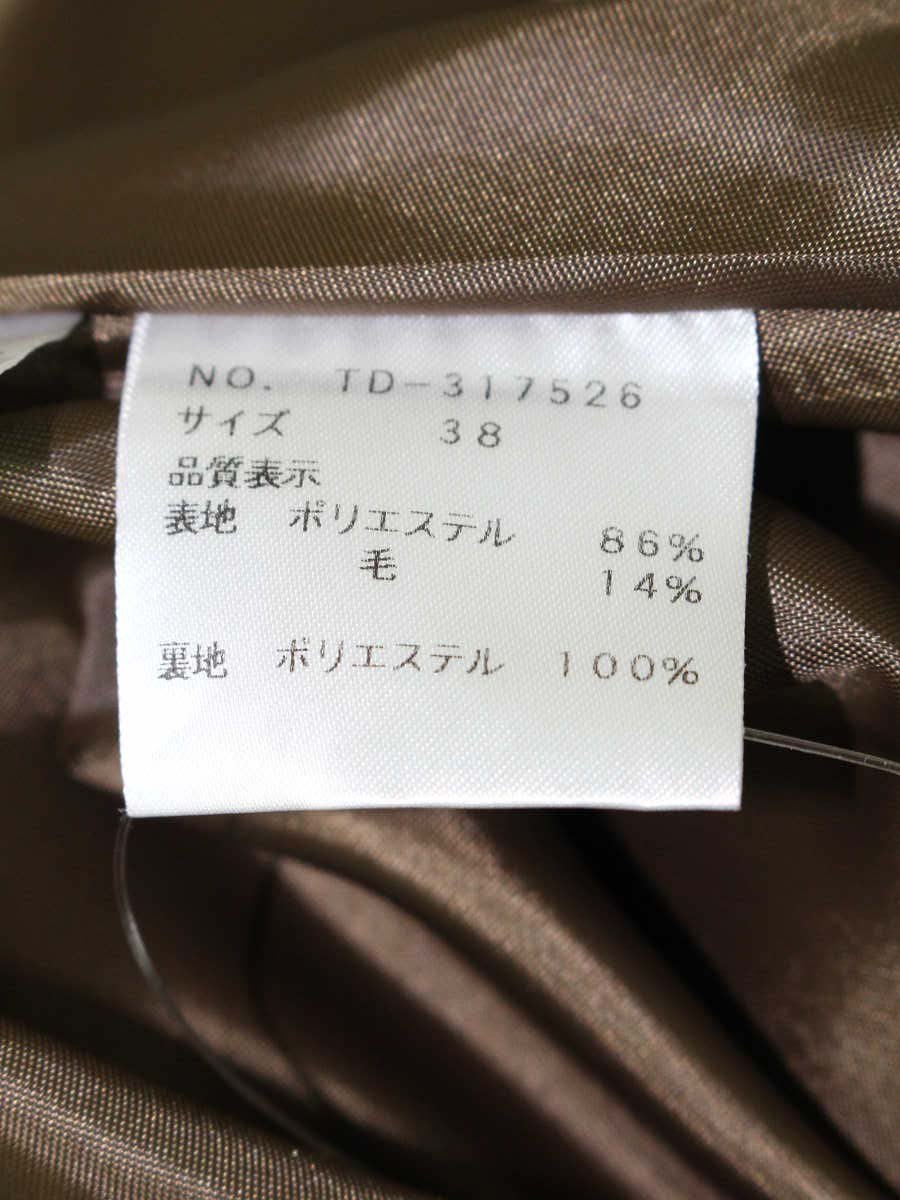 NO. TD-317526
サイズ 38
品質表示
表地 ポリエステル 86%
毛 14%
裏地 ポリエステル 100%